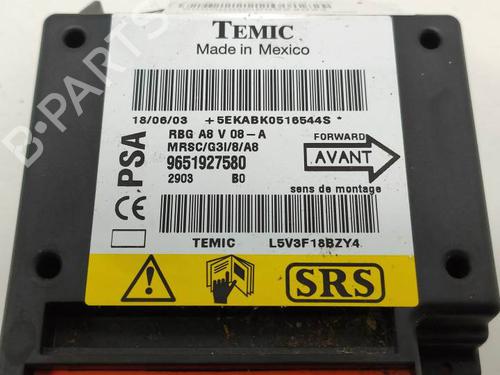 TEMIC
Made in Mexico
18/06/03 +5EKABK0516544S *
PSA
RBG A8 V 08-A
MRSC/G3I/8/A8
9651927580
2903 B0
FORWARD
AVANT
sens de montage
CE
TEMIC L5V3F18BZY4
SRS
B-PARTS